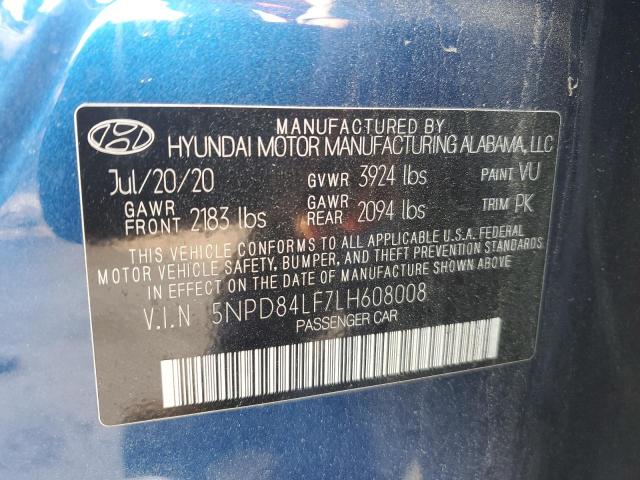 MANUFACTURED BY
HYUNDAI MOTOR MANUFACTURING ALABAMA, LLC
Jul/20/20 GVWR 3924 lbs PAINT VU
GAWR FRONT 2183 lbs GAWR REAR 2094 lbs TRIM PK
THIS VEHICLE CONFORMS TO ALL APPLICABLE U.S.A. FEDERAL
MOTOR VEHICLE SAFETY, BUMPER, AND THEFT PREVENTION STANDARDS
IN EFFECT ON THE DATE OF MANUFACTURE SHOWN ABOVE
V.I.N 5NPD84LF7LH608008
PASSENGER CAR